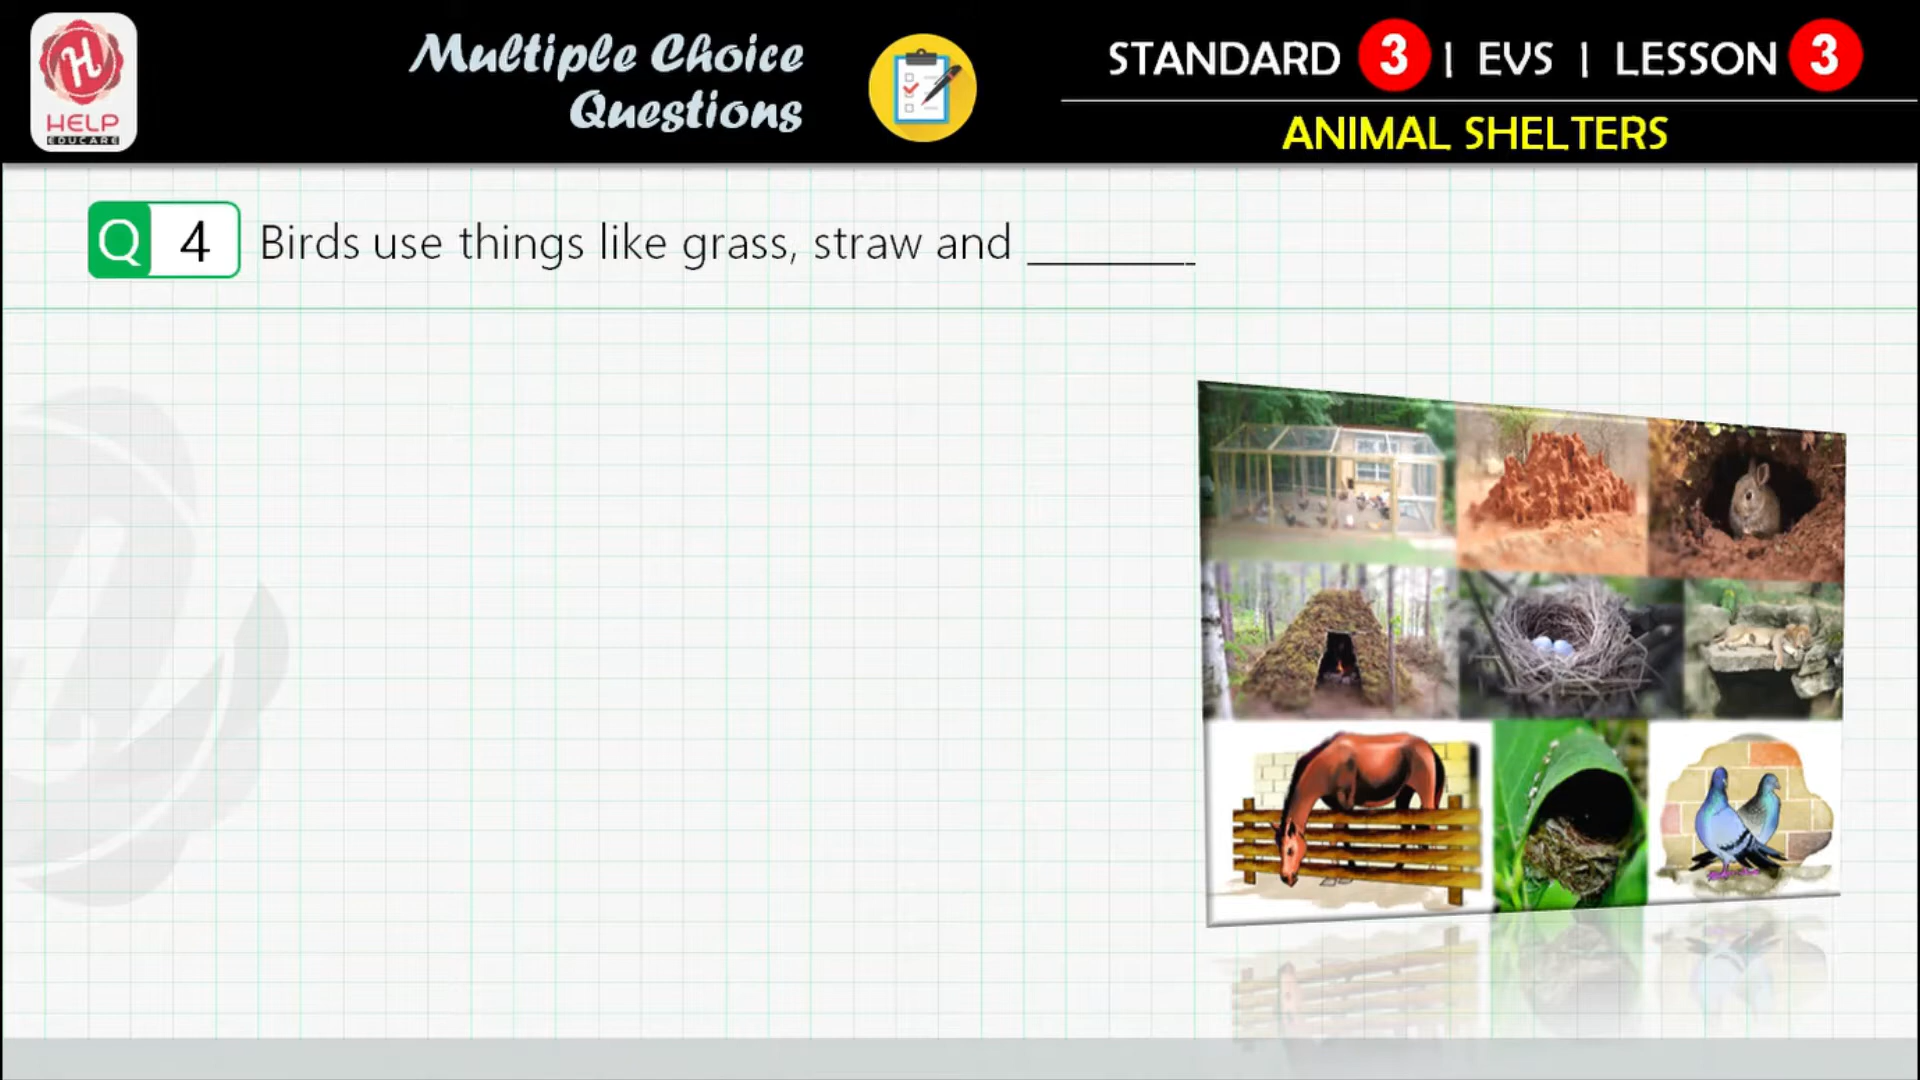 H
HELP
EDUCARE
Multiple Choice
Questions
STANDARD 3 | EVS | LESSON 3
ANIMAL SHELTERS
Q 4 Birds use things like grass, straw and ________